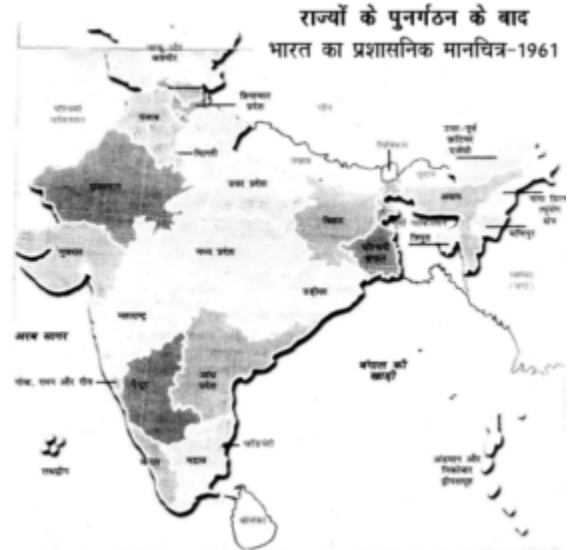 राज्यों के पुनर्गठन के बाद
भारत का प्रशासनिक मानचित्र-1961
जम्मू और
कश्मीर
हिमाचल
प्रदेश
पंजाब
पश्चिमी
पाकिस्तान
चीन
दिल्ली
राजस्थान
उत्तर प्रदेश
नेपाल
सिक्किम
भूटान
उत्तर-पूर्व
फ्रंटियर
एजेंसी
असम
मणिपुर
त्रिपुरा
बिहार
पश्चिमी
बंगाल
गुजरात
मध्य प्रदेश
उड़ीसा
महाराष्ट्र
अरब सागर
बंगाल की
खाड़ी
आंध्र
प्रदेश
मैसूर
गोवा, दमन और दीव
केरल
मद्रास
पांडिचेरी
अंडमान और
निकोबार
द्वीपसमूह
श्रीलंका